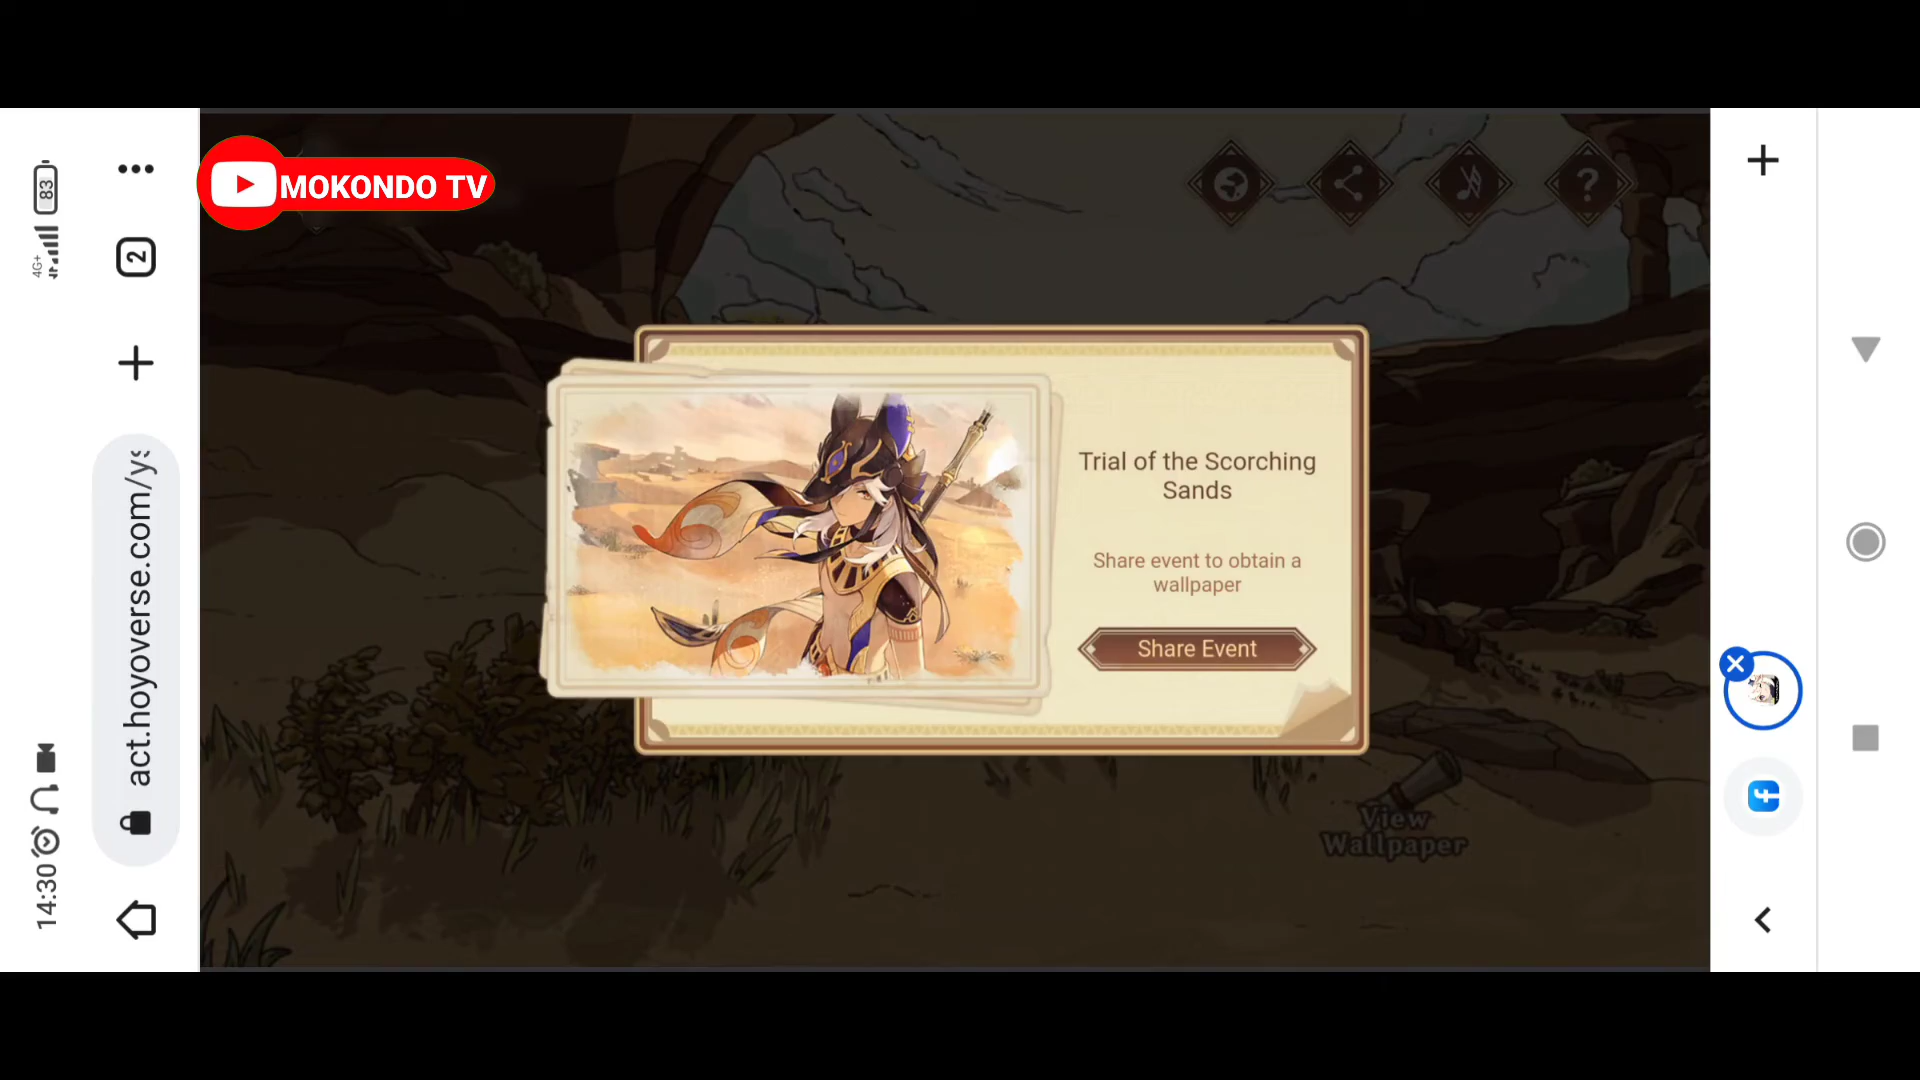 83
4G+
2
act.hoyoverse.com/ys
14:30
MOKONDO TV
?
Trial of the Scorching
Sands
Share event to obtain a
wallpaper
Share Event
View
Wallpaper